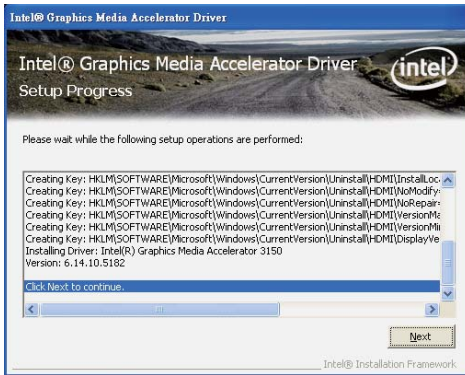 Intel® Graphics Media Accelerator Driver
Intel® Graphics Media Accelerator Driver
Setup Progress
intel
Please wait while the following setup operations are performed:
Creating Key: HKLM\SOFTWARE\Microsoft\Windows\CurrentVersion\Uninstall\HDMI\InstallLoc
Creating Key: HKLM\SOFTWARE\Microsoft\Windows\CurrentVersion\Uninstall\HDMI\NoModify=
Creating Key: HKLM\SOFTWARE\Microsoft\Windows\CurrentVersion\Uninstall\HDMI\NoRepair=
Creating Key: HKLM\SOFTWARE\Microsoft\Windows\CurrentVersion\Uninstall\HDMI\VersionMa
Creating Key: HKLM\SOFTWARE\Microsoft\Windows\CurrentVersion\Uninstall\HDMI\VersionMi
Creating Key: HKLM\SOFTWARE\Microsoft\Windows\CurrentVersion\Uninstall\HDMI\DisplayVe
Installing Driver: Intel(R) Graphics Media Accelerator 3150
Version: 6.14.10.5182
Click Next to continue.
Next
Intel® Installation Framework